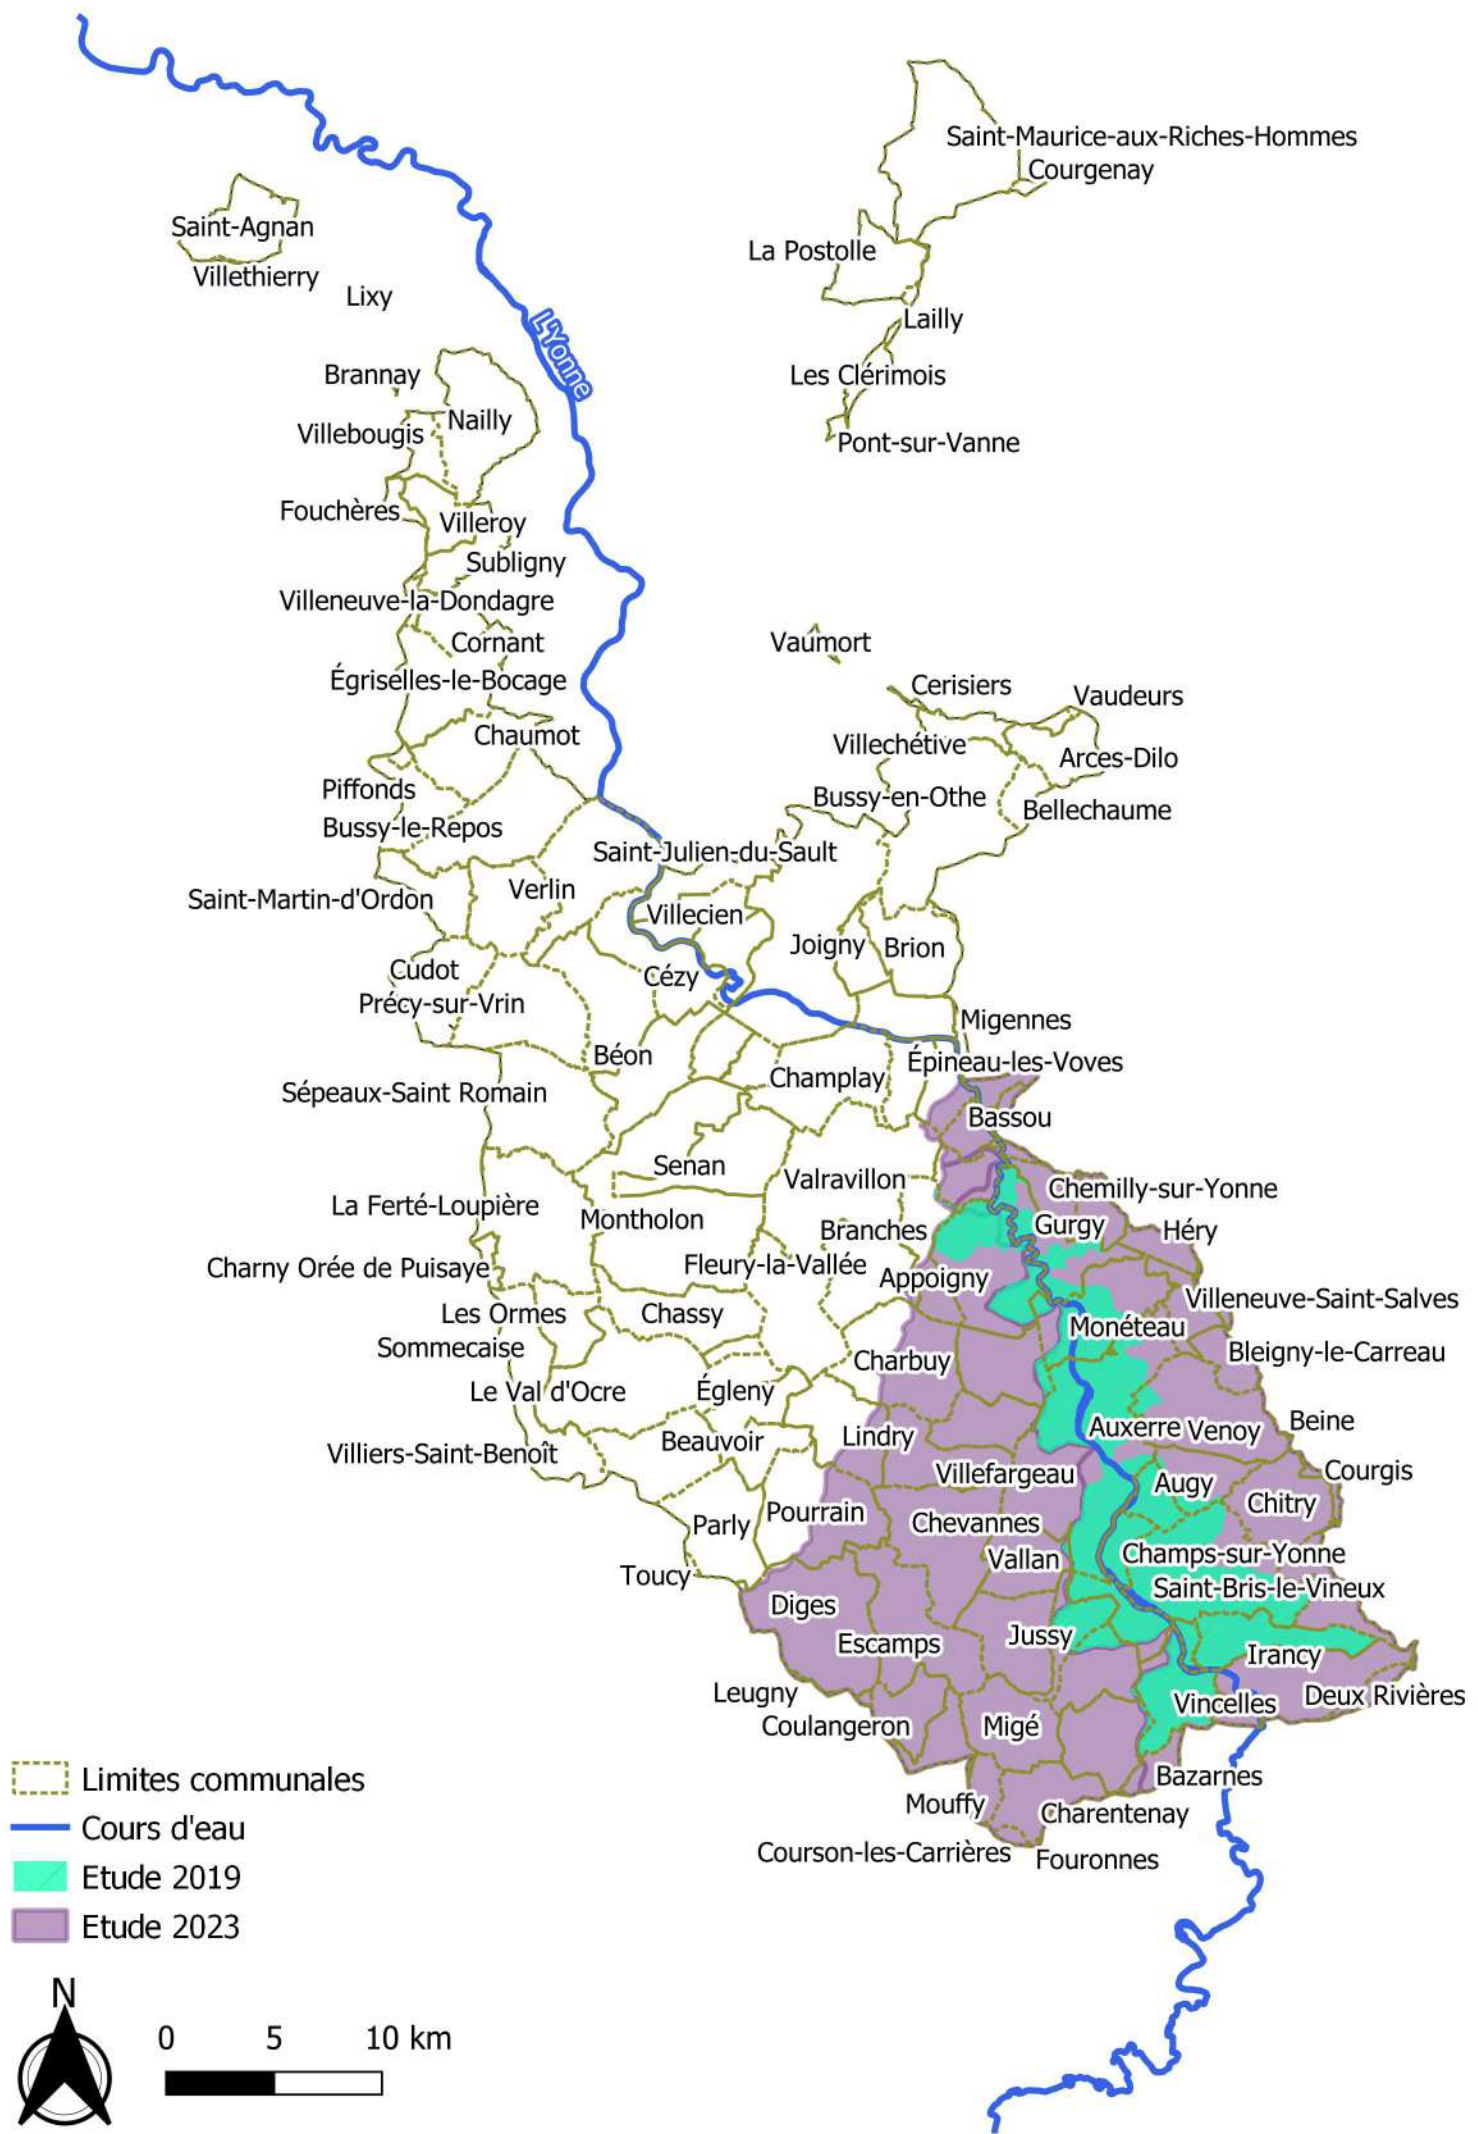 Saint-Maurice-aux-Riches-Hommes
Courgenay
Saint-Agnan
La Postolle
Villethierry
Lixy
Lailly
L'Yonne
Brannay
Les Clérimois
Nailly
Villebougis
Pont-sur-Vanne
Fouchères
Villeroy
Subligny
Villeneuve-la-Dondagre
Cornant
Vaumort
Égriselles-le-Bocage
Cerisiers
Vaudeurs
Chaumot
Villechétive
Arces-Dilo
Piffonds
Bussy-en-Othe
Bellechaume
Bussy-le-Repos
Saint-Julien-du-Sault
Verlin
Saint-Martin-d'Ordon
Villecien
Joigny
Brion
Cudot
Cézy
Précy-sur-Vrin
Migennes
Béon
Épineau-les-Voves
Champlay
Sépeaux-Saint Romain
Bassou
Senan
Valravillon
Chemilly-sur-Yonne
La Ferté-Loupière
Montholon
Branches
Gurgy
Héry
Charny Orée de Puisaye
Fleury-la-Vallée
Appoigny
Les Ormes
Chassy
Villeneuve-Saint-Salves
Monéteau
Sommecaise
Charbuy
Bleigny-le-Carreau
Le Val d'Ocre
Égleny
Auxerre
Venoy
Beine
Villiers-Saint-Benoît
Beauvoir
Lindry
Villefargeau
Augy
Courgis
Chitry
Parly
Pourrain
Chevannes
Vallan
Champs-sur-Yonne
Toucy
Saint-Bris-le-Vineux
Diges
Escamps
Jussy
Irancy
Leugny
Vincelles
Deux Rivières
Coulangeron
Migé
Bazarnes
Mouffy
Charentenay
Courson-les-Carrières
Fouronnes
Limites communales
Cours d'eau
Etude 2019
Etude 2023
N
0 5 10 km